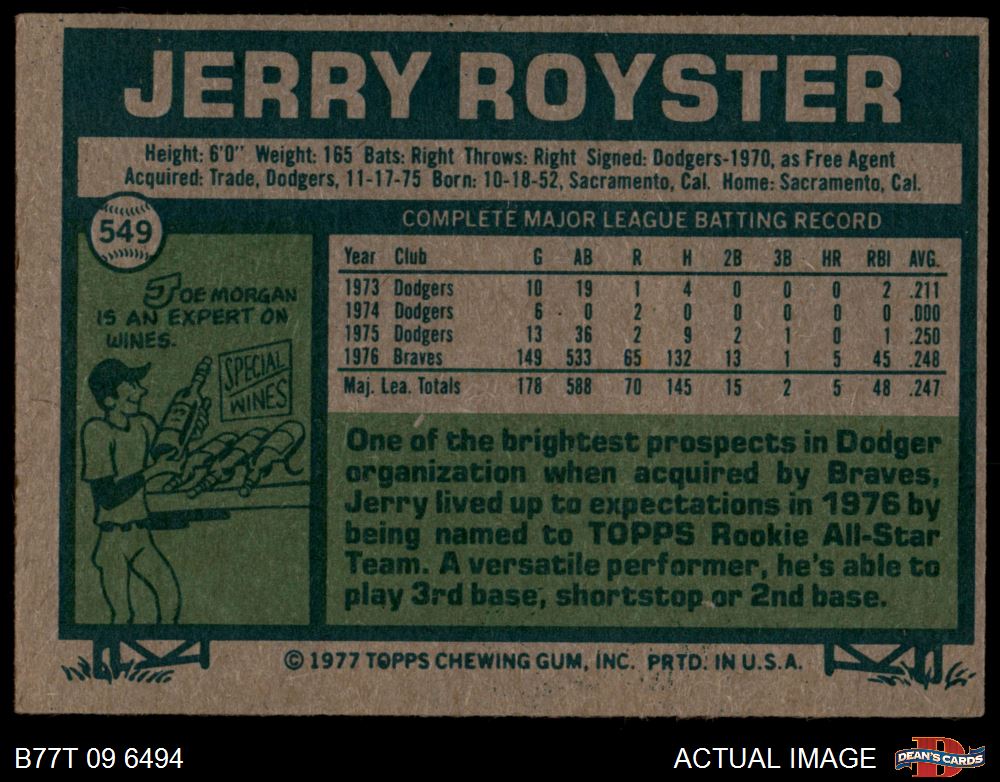 JERRY ROYSTER
Height: 6'0" Weight: 165 Bats: Right Throws: Right Signed: Dodgers-1970, as Free Agent
Acquired: Trade, Dodgers, 11-17-75 Born: 10-18-52, Sacramento, Cal. Home: Sacramento, Cal.
549
JOE MORGAN
IS AN EXPERT ON
WINES.
SPECIAL
WINES
COMPLETE MAJOR LEAGUE BATTING RECORD
Year Club G AB R H 2B 3B HR RBI AVG.
1973 Dodgers 10 19 1 4 0 0 0 2 .211
1974 Dodgers 6 0 2 0 0 0 0 0 .000
1975 Dodgers 13 36 2 9 2 1 0 1 .250
1976 Braves 149 533 65 132 13 1 5 45 .248
Maj. Lea. Totals 178 588 70 145 15 2 5 48 .247
One of the brightest prospects in Dodger
organization when acquired by Braves,
Jerry lived up to expectations in 1976 by
being named to TOPPS Rookie All-Star
Team. A versatile performer, he's able to
play 3rd base, shortstop or 2nd base.
© 1977 TOPPS CHEWING GUM, INC. PRTD. IN U.S.A.
B77T 09 6494
ACTUAL IMAGE
D
DEAN'S CARDS